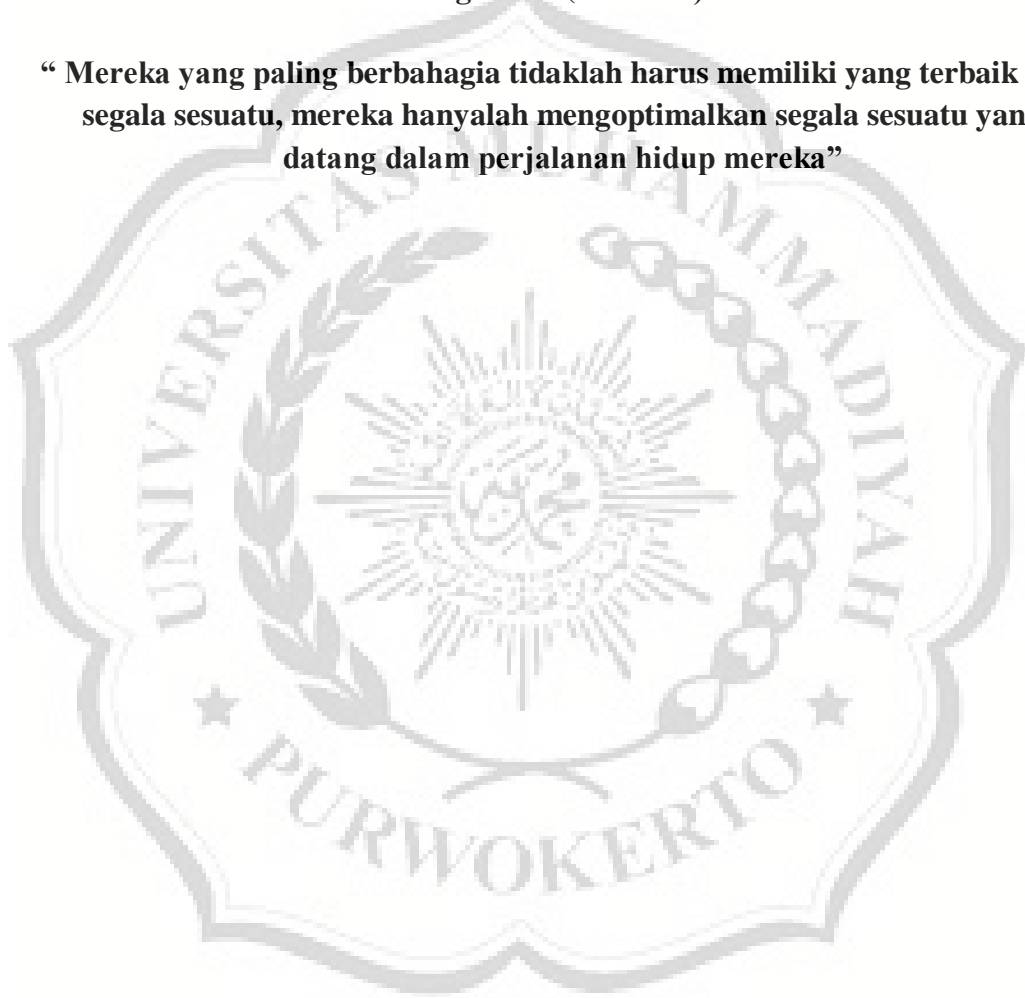 “ Mereka yang paling berbahagia tidaklah harus memiliki yang terbaik
segala sesuatu, mereka hanyalah mengoptimalkan segala sesuatu yan
datang dalam perjalanan hidup mereka”
UNIVERSITAS MUHAMMADIYAH
PURWOKERTO